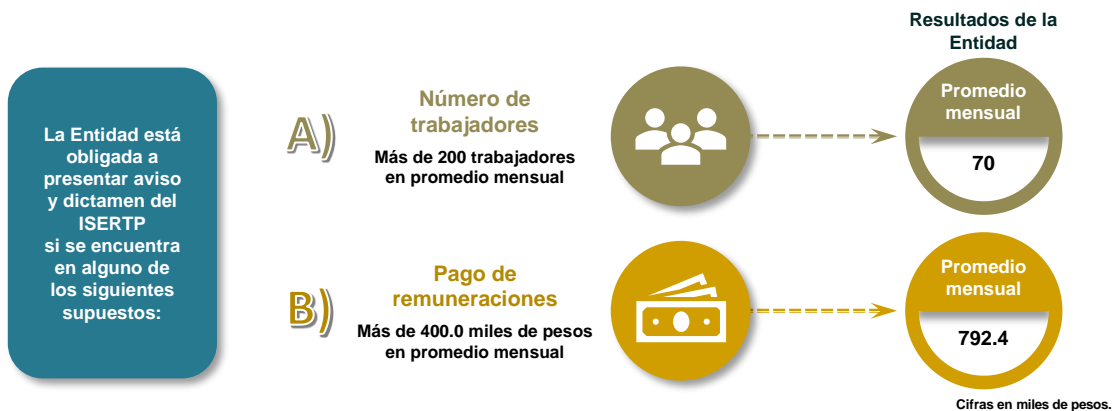 La Entidad está
obligada a
presentar aviso
y dictamen del
ISERTP
si se encuentra
en alguno de
los siguientes
supuestos:
A)
Número de
trabajadores
Más de 200 trabajadores
en promedio mensual
Resultados de la
Entidad
Promedio
mensual
70
B)
Pago de
remuneraciones
Más de 400.0 miles de pesos
en promedio mensual
Promedio
mensual
792.4
Cifras en miles de pesos.